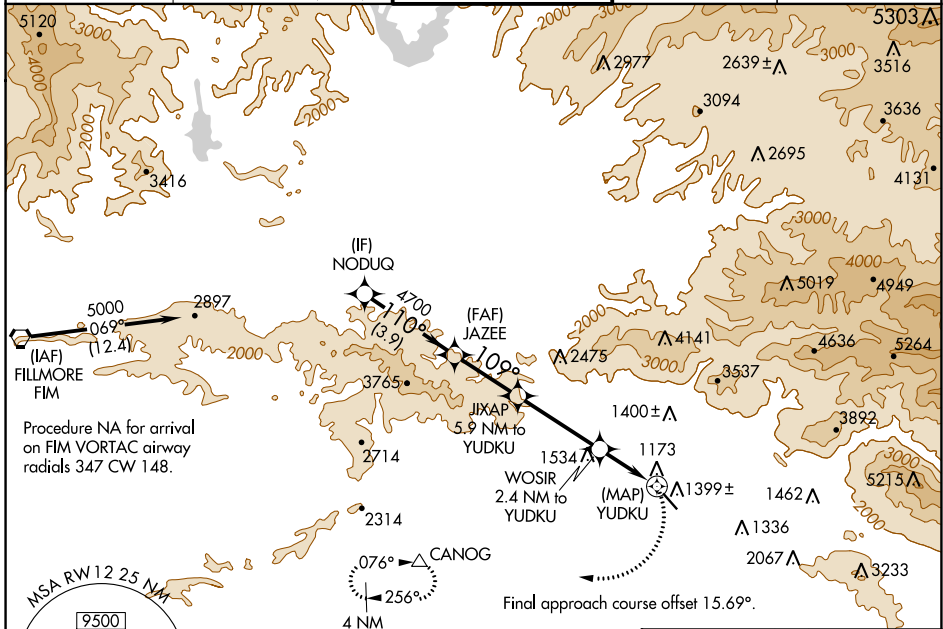 5120
3000
2000
3000
5303
4000
2977
2639±
3516
2000
2000
3094
3636
2695
3416
4131
3000
(IF)
NODUQ
4000
5019
4949
5000
2897
4700
069°
110°
(FAF)
JAZEE
2000
(12.4)
(3.9)
(IAF)
FILLMORE
FIM
2000
109°
4141
4636
5264
2475
3000
3537
3765
JIXAP
5.9 NM to
YUDKU
1400±
3892
Procedure NA for arrival
on FIM VORTAC airway
radials 347 CW 148.
2714
1534
1173
3000
WOSIR
2.4 NM to
YUDKU
(MAP)
YUDKU
1399±
1462
5215
2000
2314
1336
076°
CANOG
2067
3233
256°
4 NM
Final approach course offset 15.69°.
MSA RW12 25 NM
9500